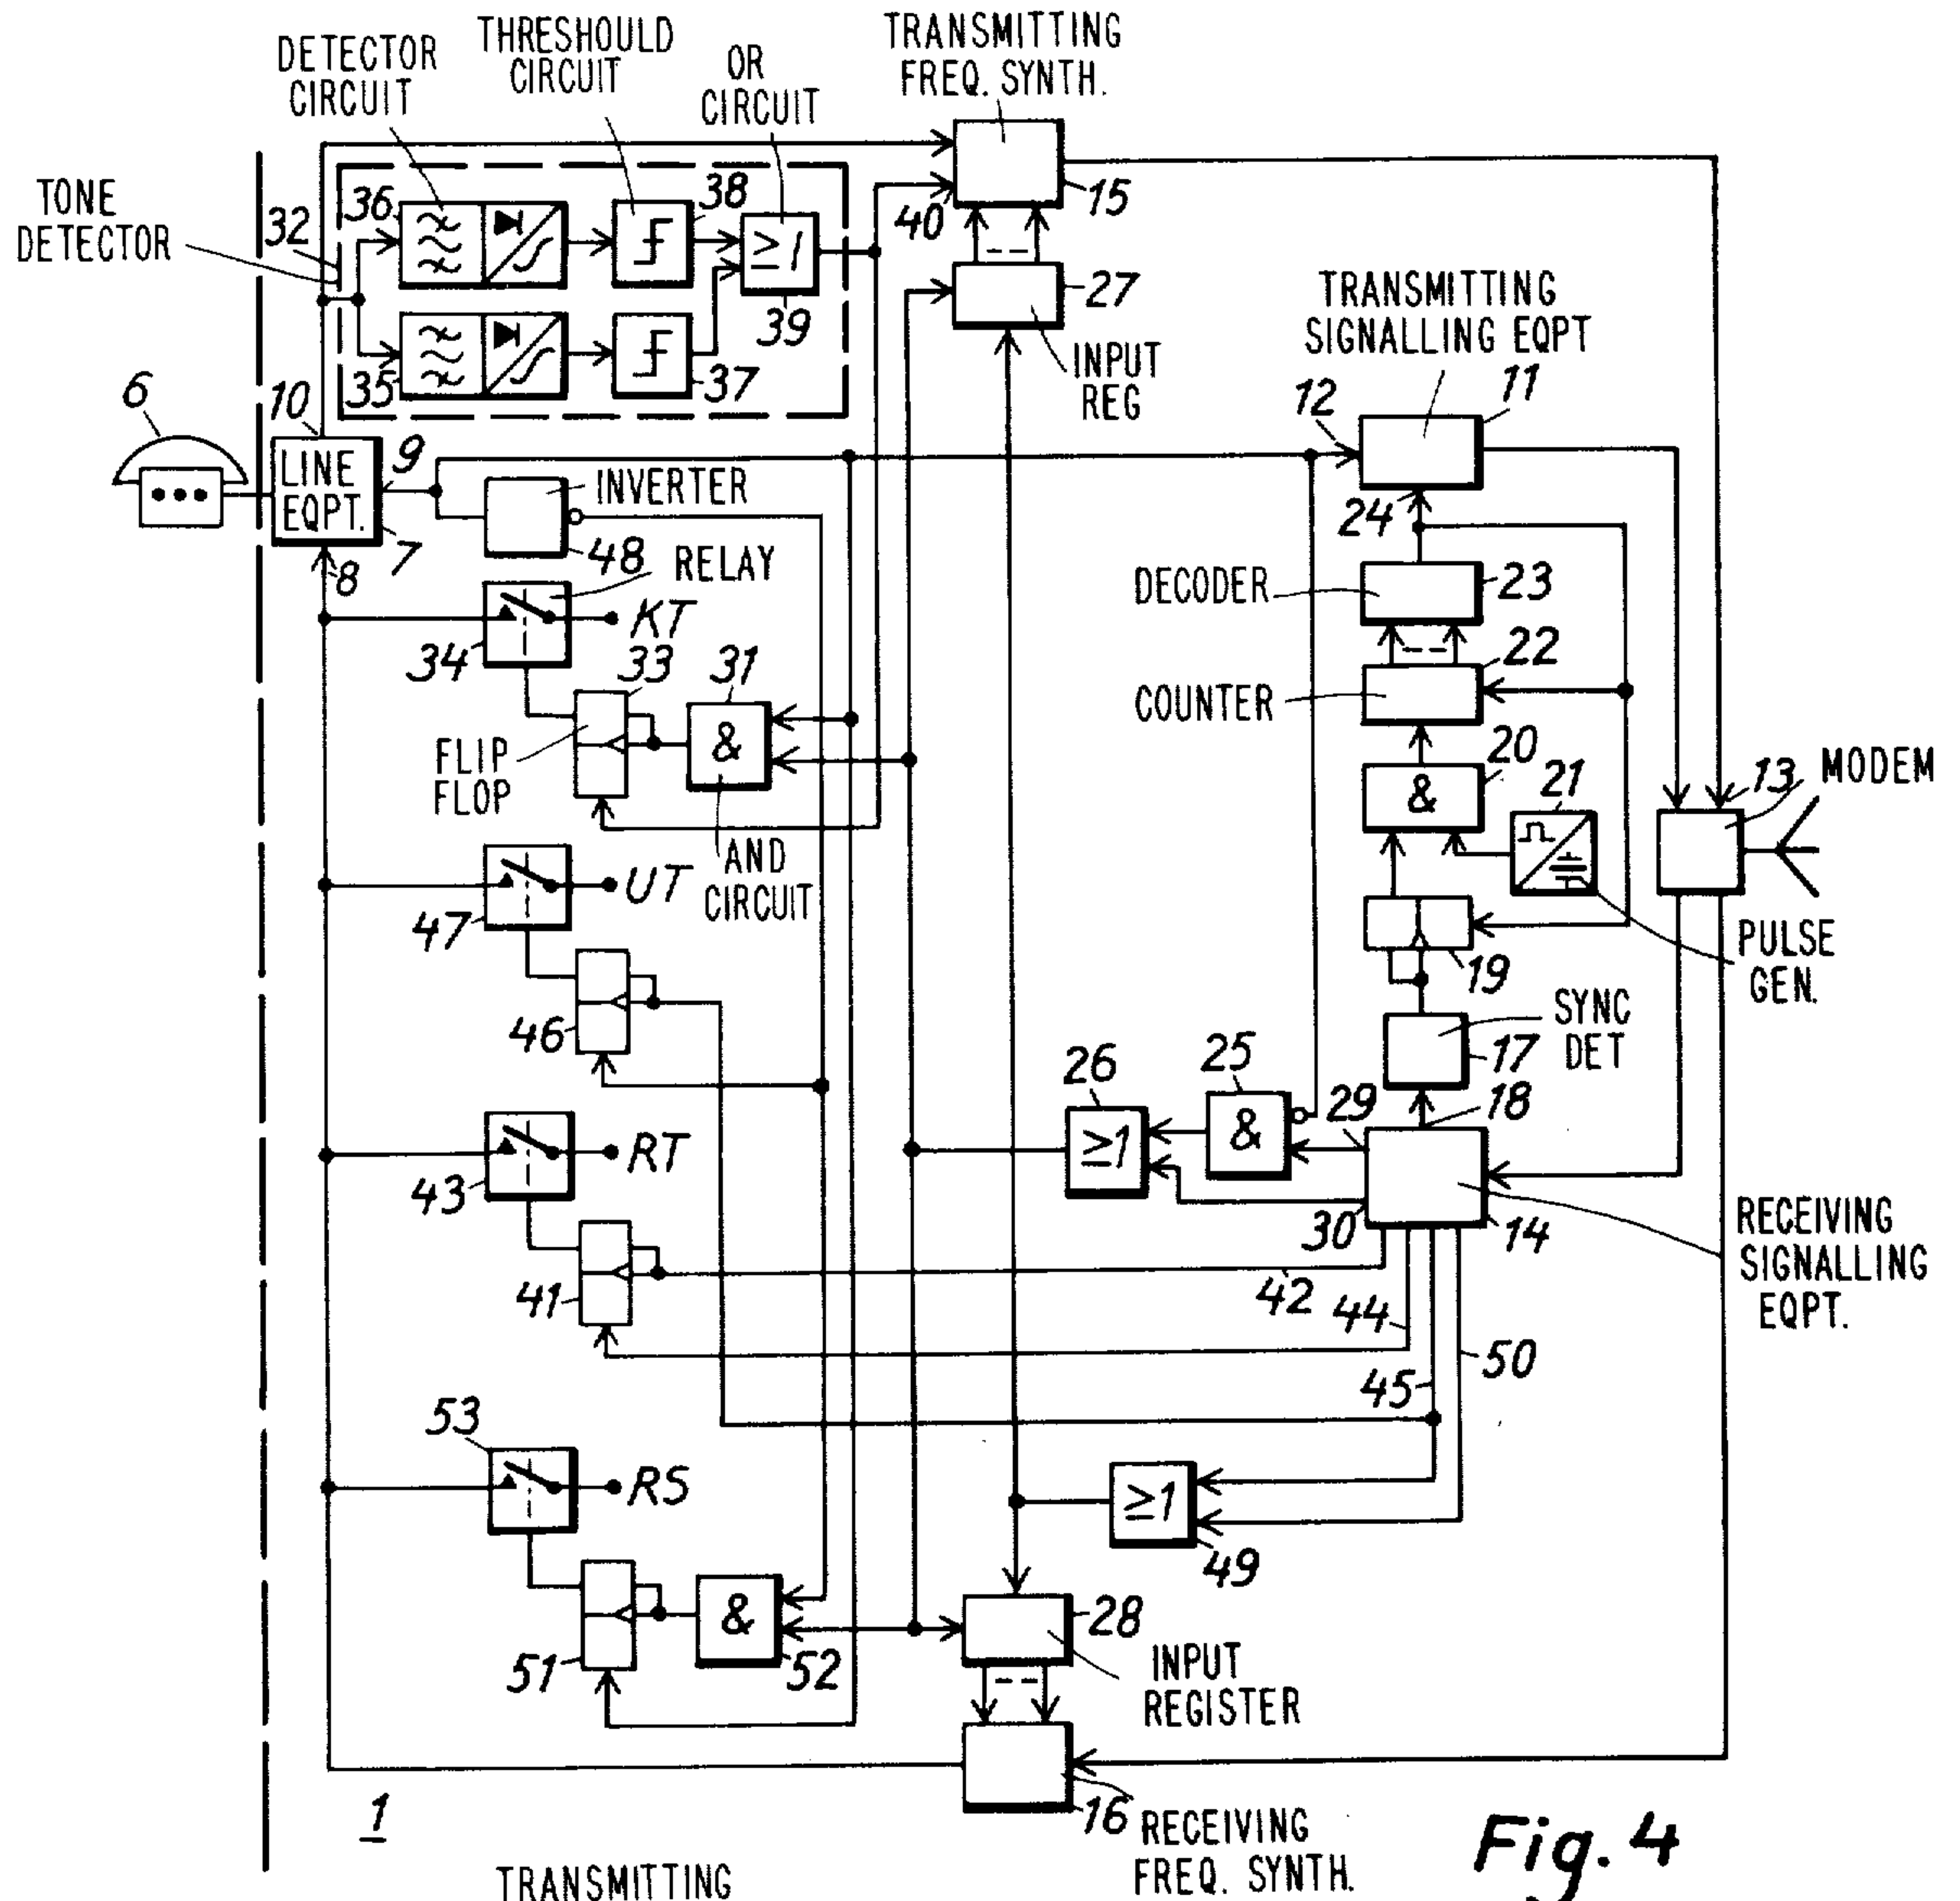 DETECTOR
CIRCUIT
THRESHOULD
CIRCUIT
OR
CIRCUIT
TRANSMITTING
FREQ. SYNTH.
TONE
DETECTOR
32
36
38
≥1
39
35
37
40
15
27
INPUT
REG
TRANSMITTING
SIGNALLING EQPT
12
11
24
6
10
9
LINE
EQPT.
7
8
INVERTER
48
RELAY
KT
34
33
31
&
FLIP
FLOP
AND
CIRCUIT
DECODER
23
22
COUNTER
20
&
21
13
MODEM
PULSE
GEN.
19
SYNC
DET
17
18
UT
47
46
26
≥1
25
&
29
30
14
RECEIVING
SIGNALLING
EQPT.
RT
43
41
42
44
45
50
53
RS
≥1
49
51
&
52
28
INPUT
REGISTER
16
RECEIVING
FREQ. SYNTH.
1
TRANSMITTING
Fig. 4